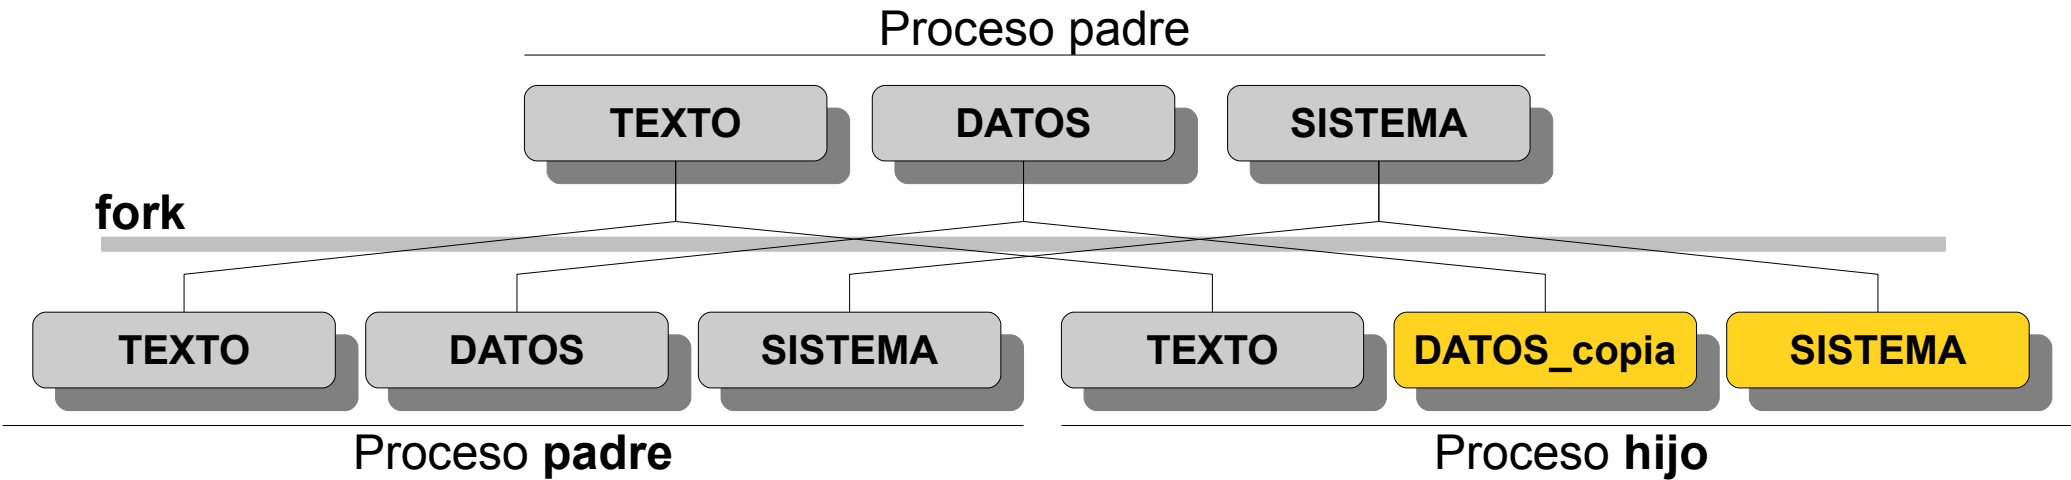 Proceso padre
TEXTO DATOS SISTEMA
fork
TEXTO DATOS SISTEMA TEXTO DATOS_copia SISTEMA
Proceso padre Proceso hijo